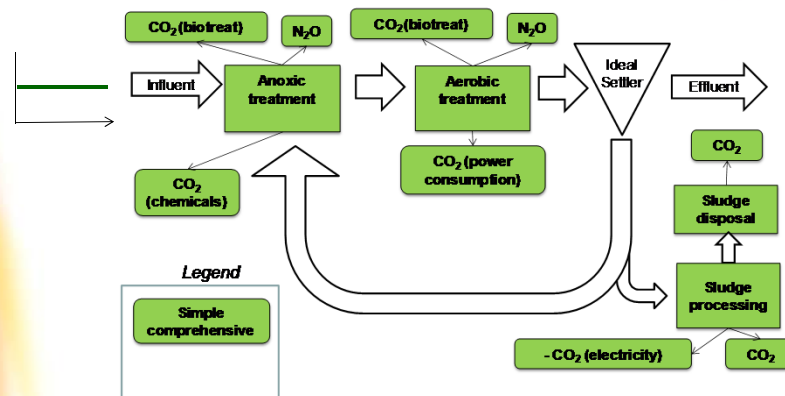 CO₂(biotreat)
N₂O
CO₂(biotreat)
N₂O
Influent
Anoxic
treatment
Aerobic
treatment
Ideal
Settler
Effluent
CO₂
(chemicals)
CO₂ (power
consumption)
CO₂
Sludge
disposal
Legend
Simple
comprehensive
Sludge
processing
- CO₂ (electricity)
CO₂